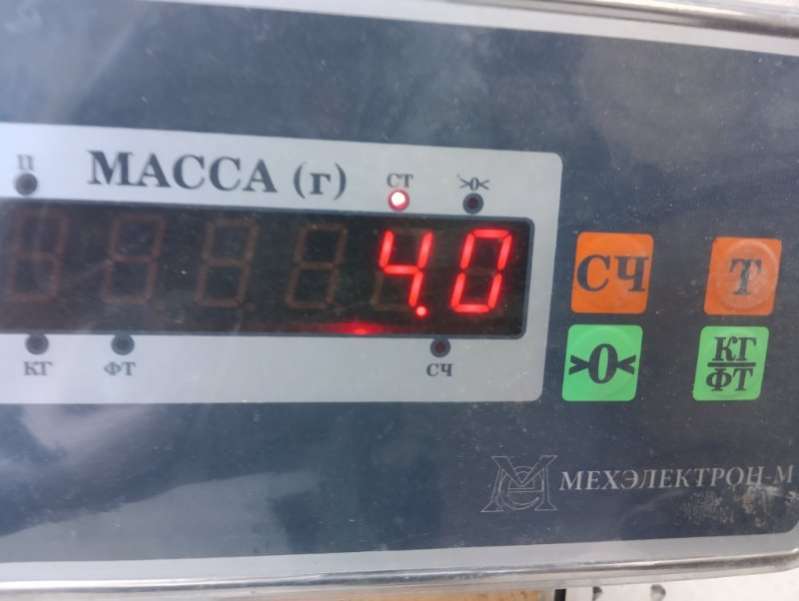 П
МАССА (г)
СТ
>0<
4.0
КГ
ФТ
СЧ
СЧ
Т
>0<
КГ
ФТ
МЕХЭЛЕКТРОН-М